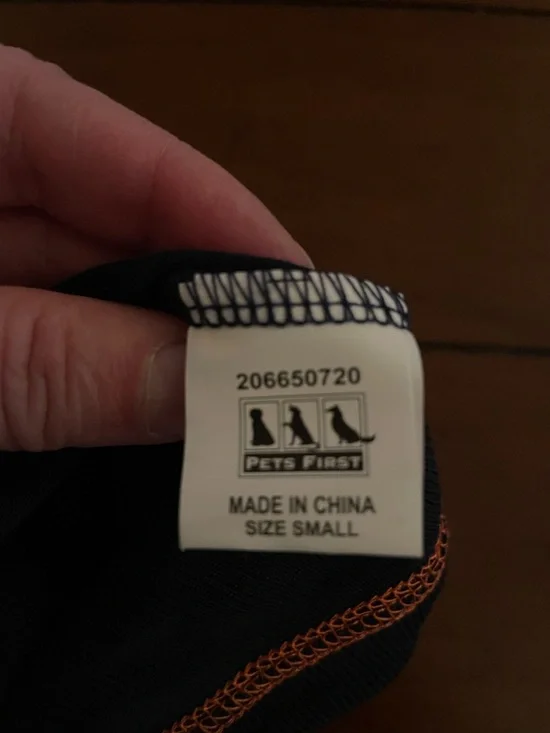 206650720
PETS FIRST
MADE IN CHINA
SIZE SMALL